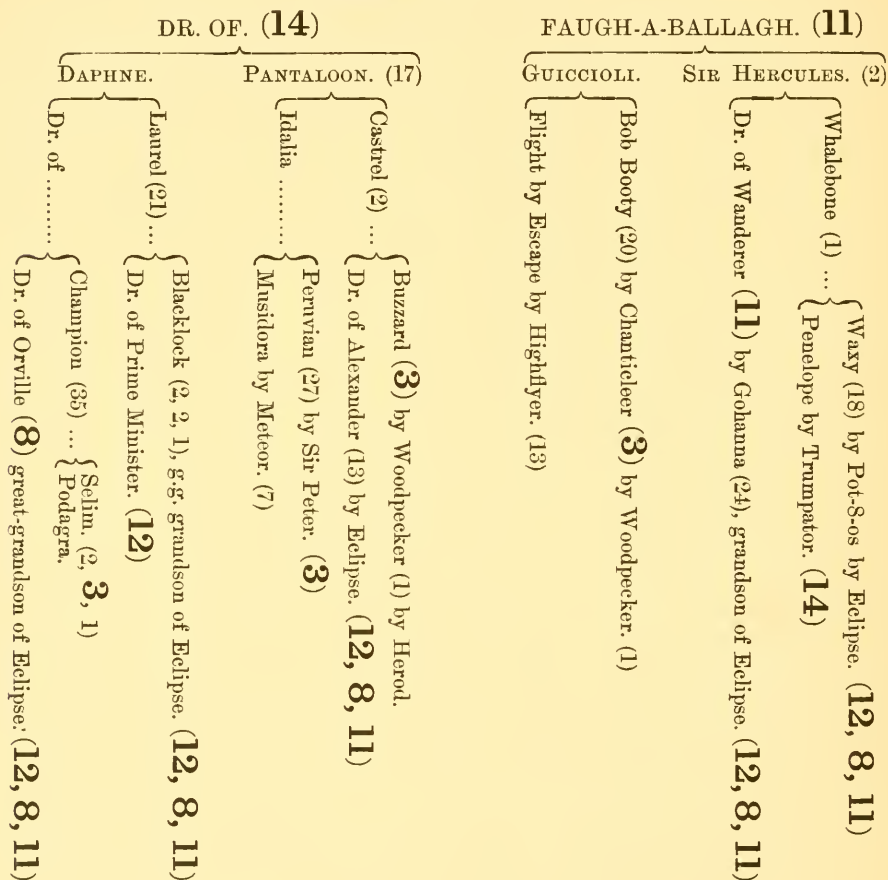 DR. OF. (14)
FAUGH-A-BALLAGH. (11)
DAPHNE.
PANTALOON. (17)
GUICCIOLI.
SIR HERCULES. (2)
Whalebone (1) ...
Waxy (18) by Pot-8-os by Eclipse. (12, 8, 11)
Penelope by Trumpator. (14)
Dr. of Wanderer (11) by Gohanna (24), grandson of Eclipse. (12, 8, 11)
Bob Booty (20) by Chanticleer (3) by Woodpecker. (1)
Flight by Escape by Highflyer. (13)
Castrel (2) ...
Buzzard (3) by Woodpecker (1) by Herod.
Dr. of Alexander (13) by Eclipse. (12, 8, 11)
Idalia ..........
Peruvian (27) by Sir Peter. (3)
Musidora by Meteor. (7)
Laurel (21) ...
Blacklock (2, 2, 1), g.g. grandson of Eclipse. (12, 8, 11)
Dr. of Prime Minister. (12)
Dr. of ..........
Champion (35) ...
Selim. (2, 3, 1)
Podagra.
Dr. of Orville (8) great-grandson of Eclipse. (12, 8, 11)